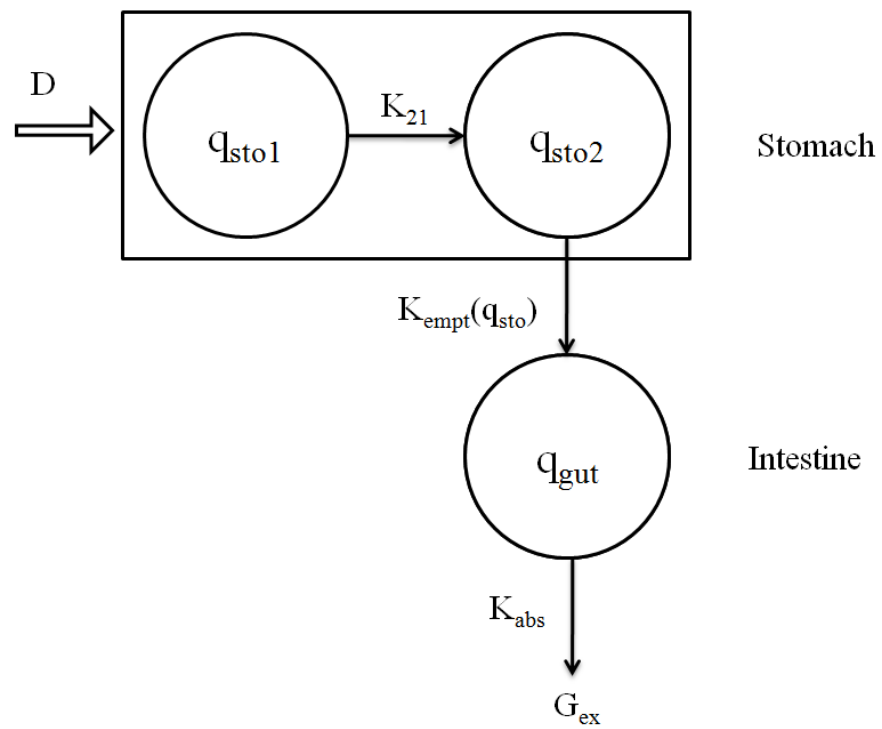 D
K21
qsto1
qsto2
Stomach
Kempt(qsto)
qgut
Intestine
Kabs
Gex